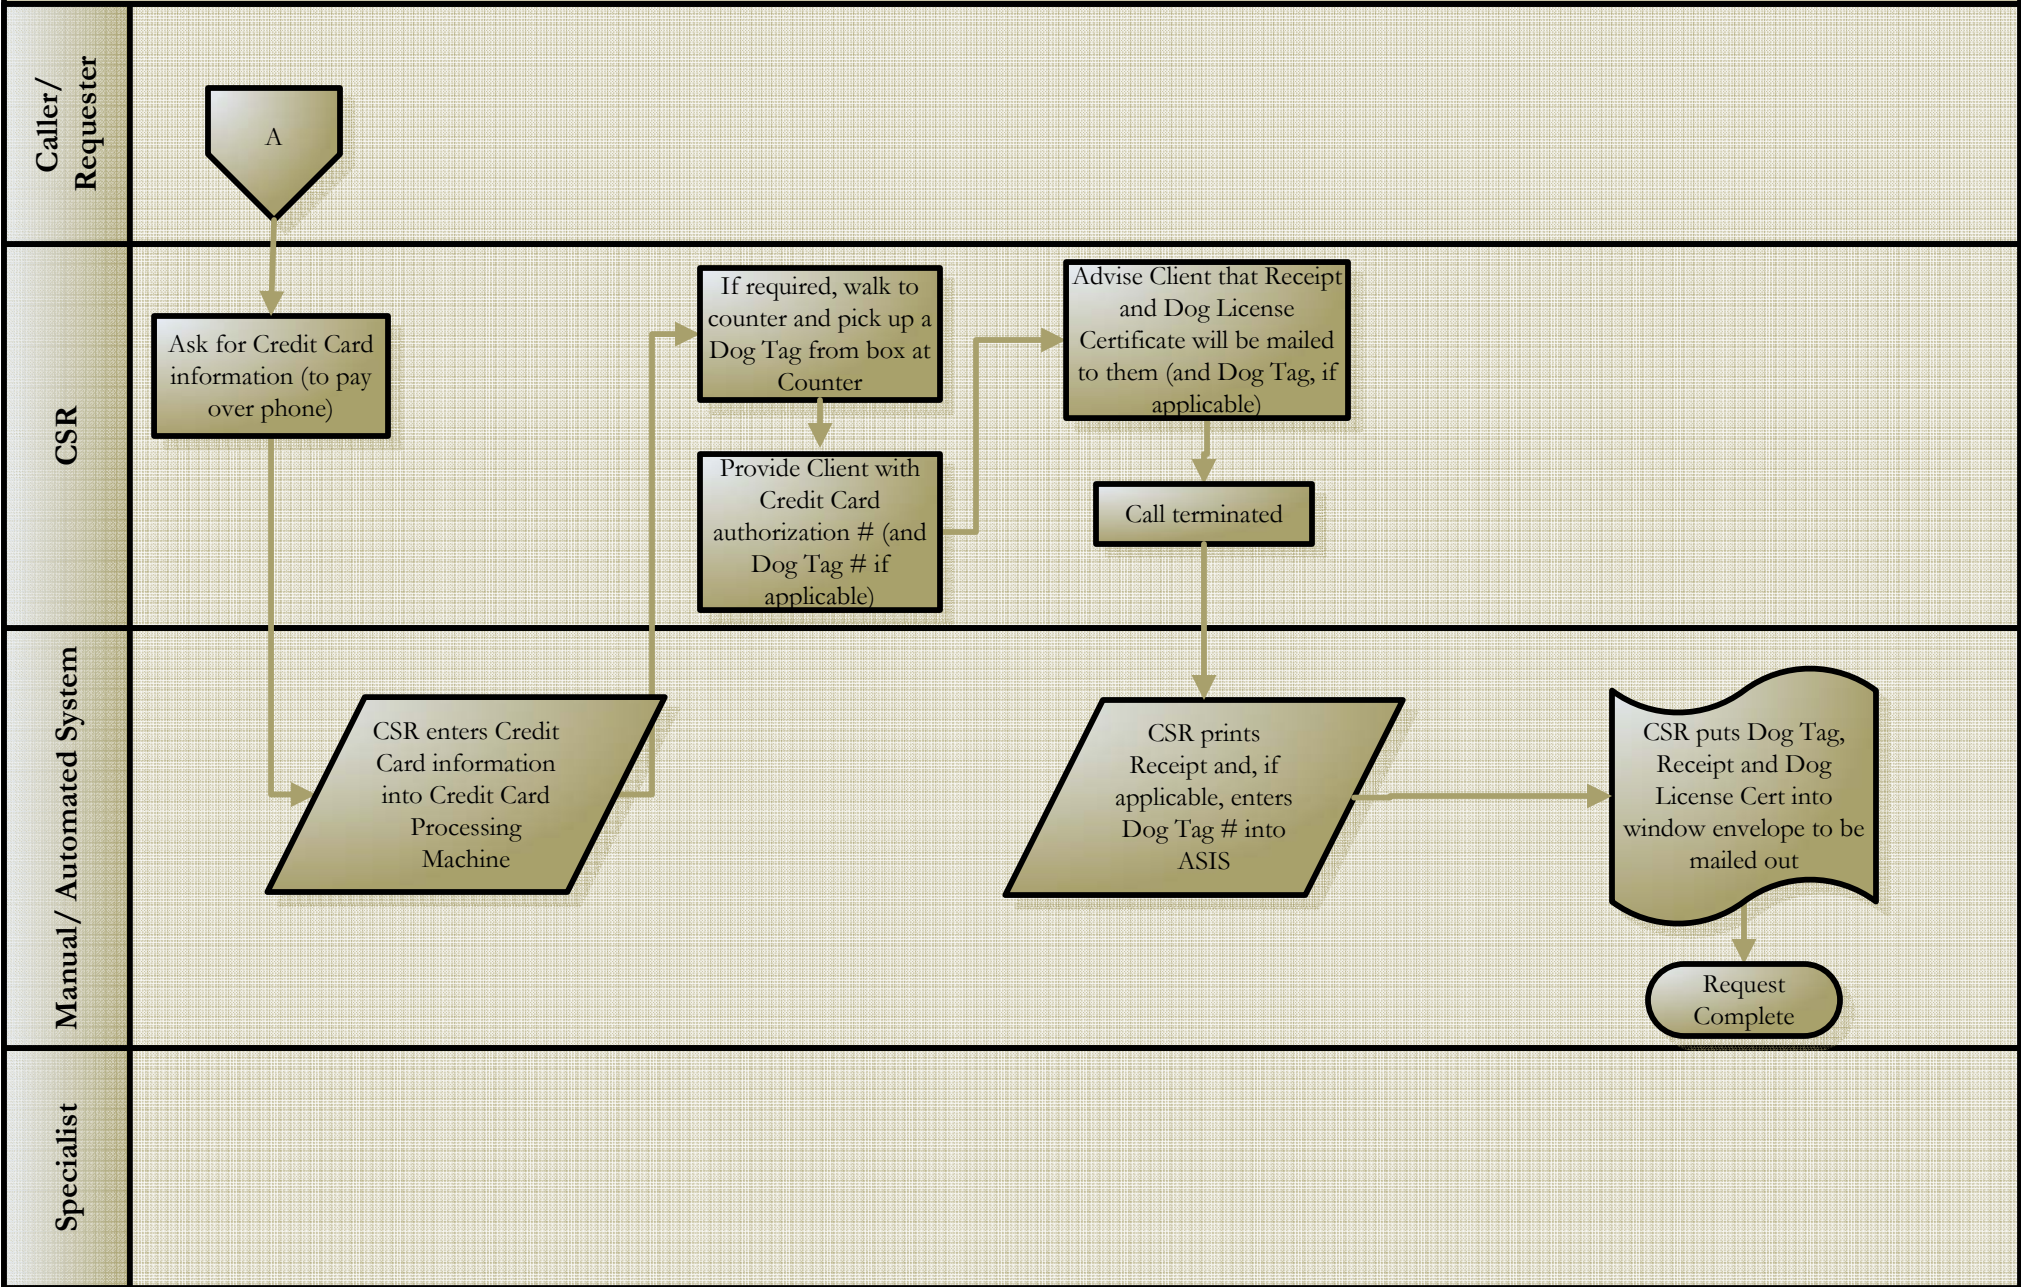 Caller/
Requester
A
CSR
Ask for Credit Card
information (to pay
over phone)
If required, walk to
counter and pick up a
Dog Tag from box at
Counter
Provide Client with
Credit Card
authorization # (and
Dog Tag # if
applicable)
Advise Client that Receipt
and Dog License
Certificate will be mailed
to them (and Dog Tag, if
applicable)
Call terminated
Manual/ Automated System
CSR enters Credit
Card information
into Credit Card
Processing
Machine
CSR prints
Receipt and, if
applicable, enters
Dog Tag # into
ASIS
CSR puts Dog Tag,
Receipt and Dog
License Cert into
window envelope to be
mailed out
Request
Complete
Specialist